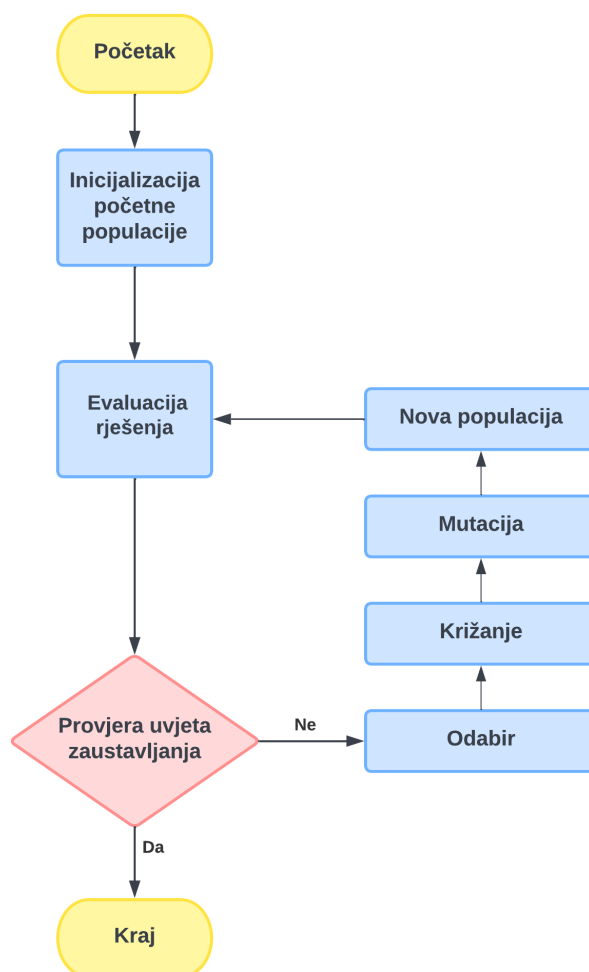 Početak
Inicijalizacija
početne
populacije
Evaluacija
rješenja
Nova populacija
Mutacija
Križanje
Provjera uvjeta
zaustavljanja
Ne
Odabir
Da
Kraj